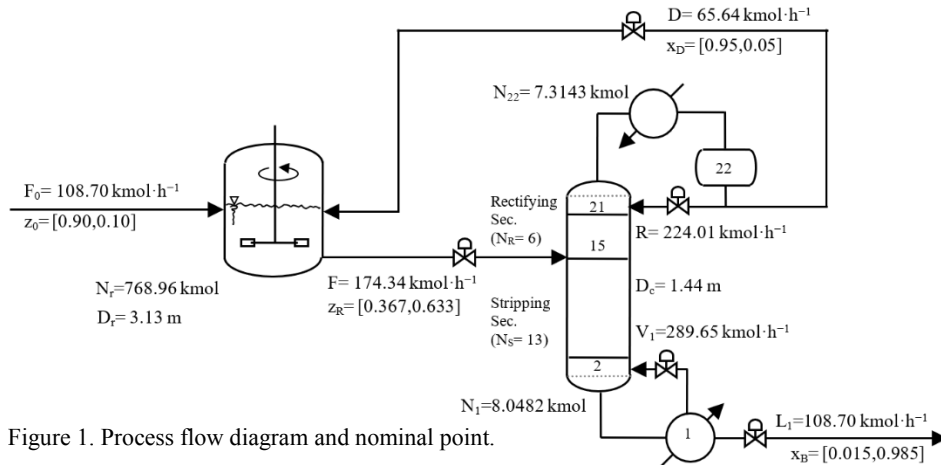 D= 65.64 kmol·h⁻¹
x_D= [0.95,0.05]
N₂₂= 7.3143 kmol
22
F₀= 108.70 kmol·h⁻¹
z₀= [0.90,0.10]
Rectifying
Sec.
(N_R= 6)
21
R= 224.01 kmol·h⁻¹
15
F= 174.34 kmol·h⁻¹
z_R= [0.367,0.633]
D_c= 1.44 m
N_r=768.96 kmol
D_r= 3.13 m
Stripping
Sec.
(N_S= 13)
V₁=289.65 kmol·h⁻¹
2
N₁=8.0482 kmol
1
L₁=108.70 kmol·h⁻¹
x_B= [0.015,0.985]
Figure 1. Process flow diagram and nominal point.